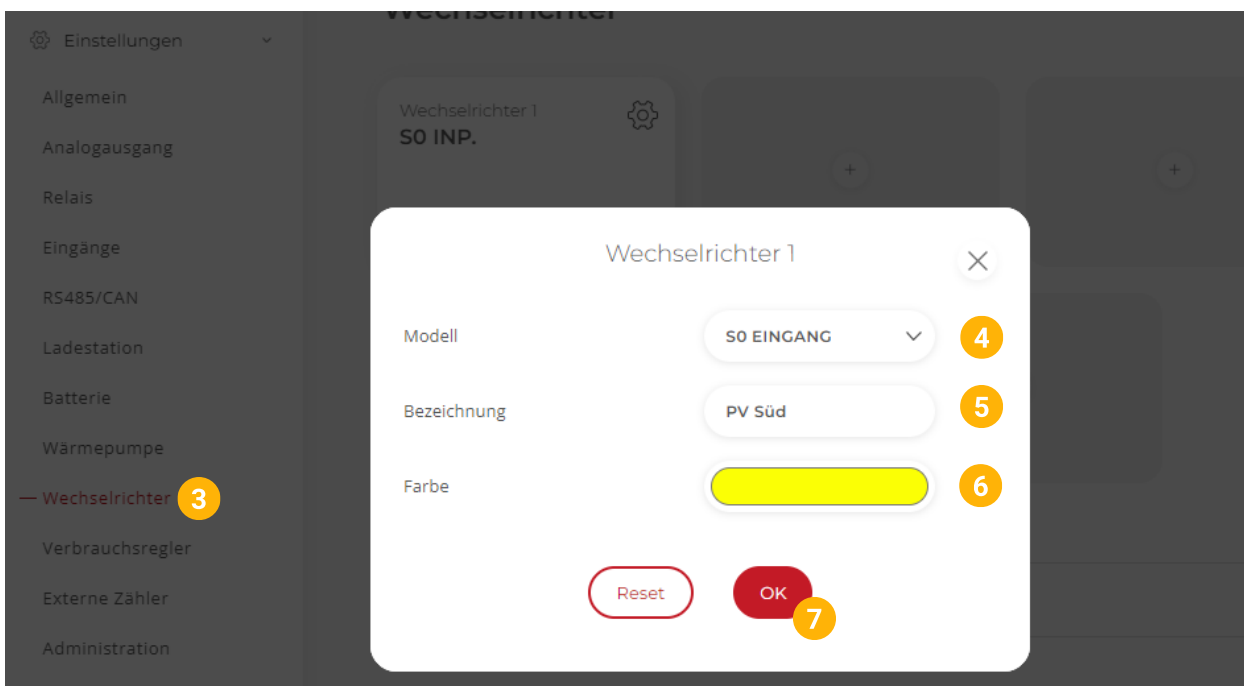 Wechselrichter
Einstellungen
Allgemein
Analogausgang
Relais
Eingänge
RS485/CAN
Ladestation
Batterie
Wärmepumpe
Wechselrichter 3
Verbrauchsregler
Externe Zähler
Administration
Wechselrichter 1
S0 INP.
+
+
Wechselrichter 1
Modell S0 EINGANG 4
Bezeichnung PV Süd 5
Farbe 6
Reset OK 7